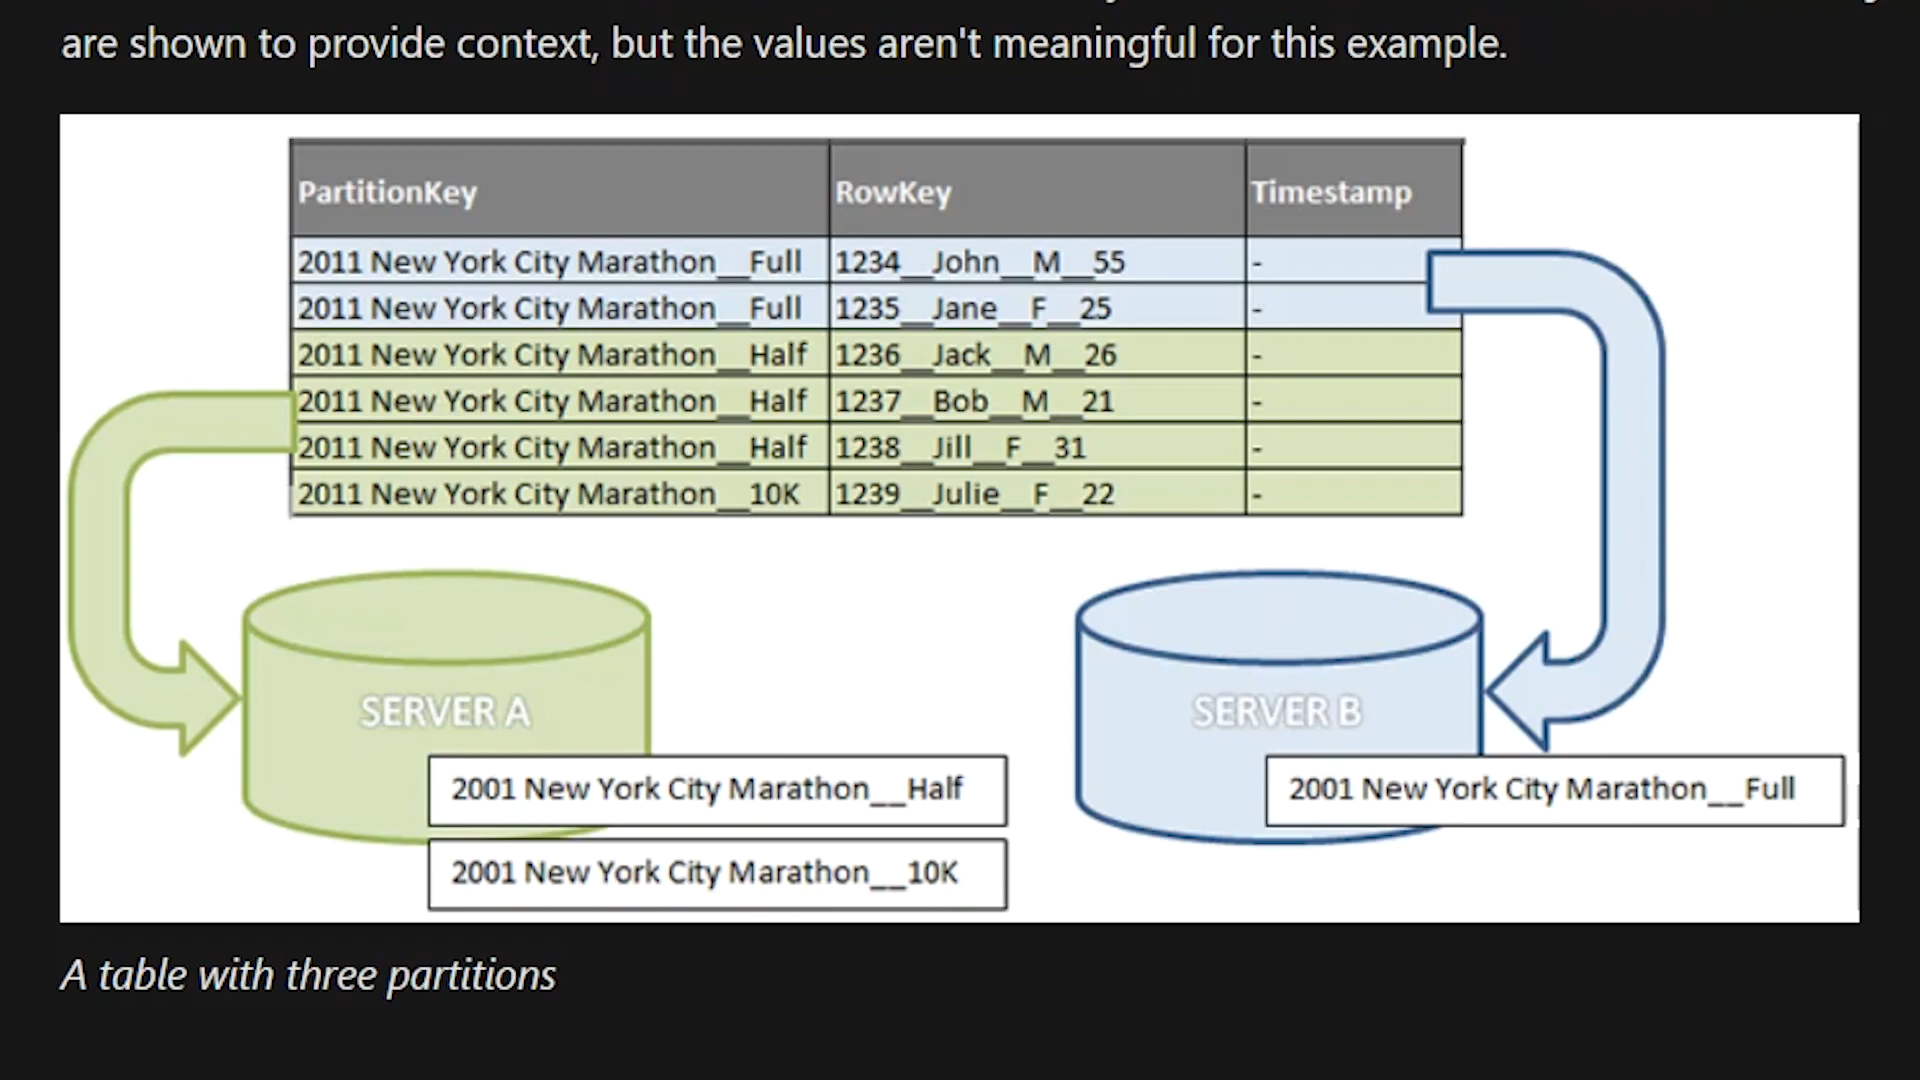 are shown to provide context, but the values aren't meaningful for this example.
PartitionKey RowKey Timestamp
2011 New York City Marathon__Full 1234__John__M__55 -
2011 New York City Marathon__Full 1235__Jane__F__25 -
2011 New York City Marathon__Half 1236__Jack__M__26 -
2011 New York City Marathon__Half 1237__Bob__M__21 -
2011 New York City Marathon__Half 1238__Jill__F__31 -
2011 New York City Marathon__10K 1239__Julie__F__22 -
SERVER A
2001 New York City Marathon__Half
2001 New York City Marathon__10K
SERVER B
2001 New York City Marathon__Full
A table with three partitions